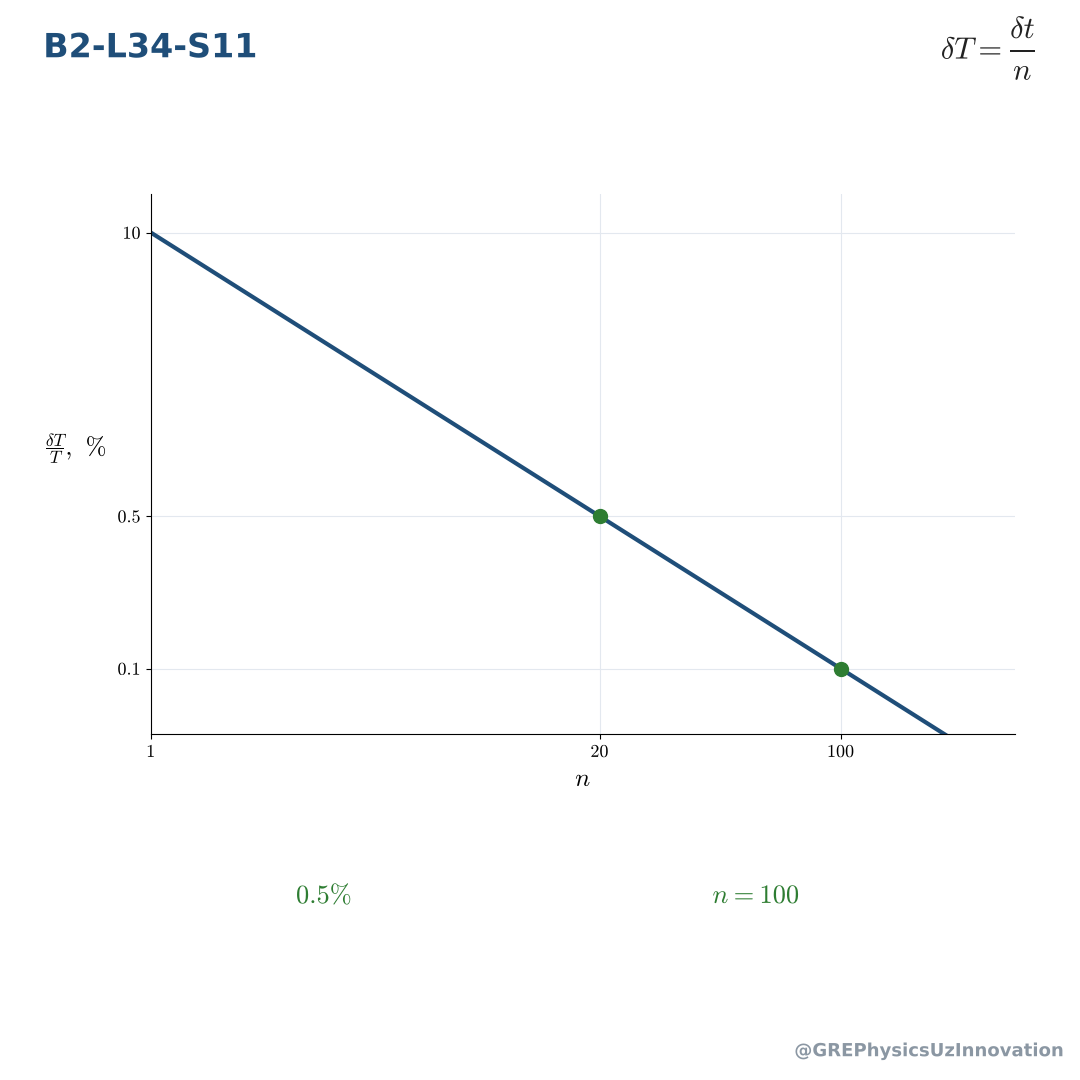 B2-L34-S11
δT = δt/n
10
δT/T, %
0.5
0.1
1 20 100
n
0.5% n = 100
@GREPhysicsUzInnovation